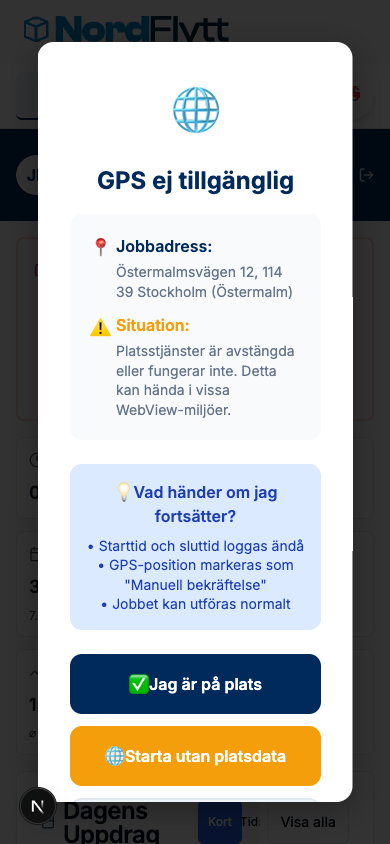 NordFlytt
GPS ej tillgänglig
Jobbadress:
Östermalmsvägen 12, 114
39 Stockholm (Östermalm)
Situation:
Platsstjänster är avstängda
eller fungerar inte. Detta
kan hända i vissa
WebView-miljöer.
Vad händer om jag
fortsätter?
• Starttid och sluttid loggas ändå
• GPS-position markeras som
"Manuell bekräftelse"
• Jobbet kan utföras normalt
Jag är på plats
Starta utan platsdata
N
Dagens
Uppdrag
Kort
Tid:
Visa alla